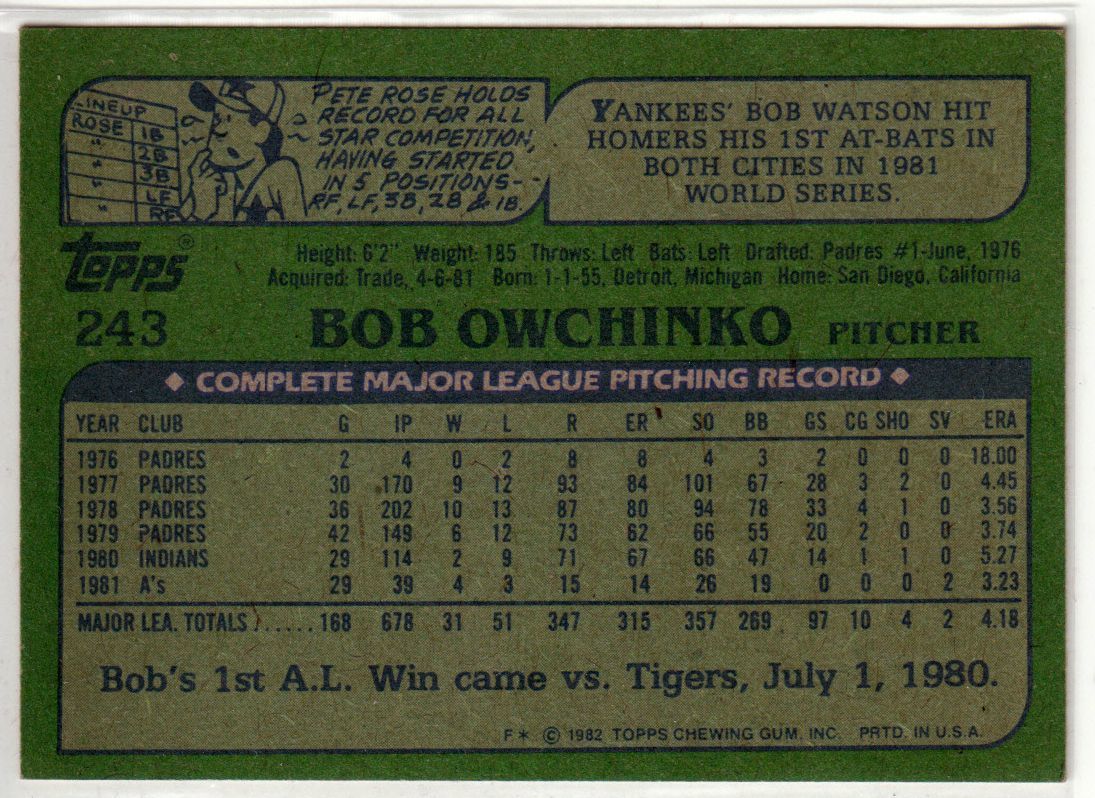 LINEUP
ROSE 1B
" 2B
" 3B
" LF
" RF
PETE ROSE HOLDS
RECORD FOR ALL
STAR COMPETITION,
HAVING STARTED
IN 5 POSITIONS--
RF, LF, 3B, 2B & 1B.
YANKEES' BOB WATSON HIT
HOMERS HIS 1ST AT-BATS IN
BOTH CITIES IN 1981
WORLD SERIES.
Topps®
Height: 6'2" Weight: 185 Throws: Left Bats: Left Drafted: Padres #1-June, 1976
Acquired: Trade, 4-6-81 Born: 1-1-55, Detroit, Michigan Home: San Diego, California
243 BOB OWCHINKO PITCHER
◆ COMPLETE MAJOR LEAGUE PITCHING RECORD ◆
YEAR CLUB G IP W L R ER SO BB GS CG SHO SV ERA
1976 PADRES 2 4 0 2 8 8 4 3 2 0 0 0 18.00
1977 PADRES 30 170 9 12 93 84 101 67 28 3 2 0 4.45
1978 PADRES 36 202 10 13 87 80 94 78 33 4 1 0 3.56
1979 PADRES 42 149 6 12 73 62 66 55 20 2 0 0 3.74
1980 INDIANS 29 114 2 9 71 67 66 47 14 1 1 0 5.27
1981 A's 29 39 4 3 15 14 26 19 0 0 0 2 3.23
MAJOR LEA. TOTALS ...... 168 678 31 51 347 315 357 269 97 10 4 2 4.18
Bob's 1st A.L. Win came vs. Tigers, July 1, 1980.
F* © 1982 TOPPS CHEWING GUM, INC. PRTD. IN U.S.A.